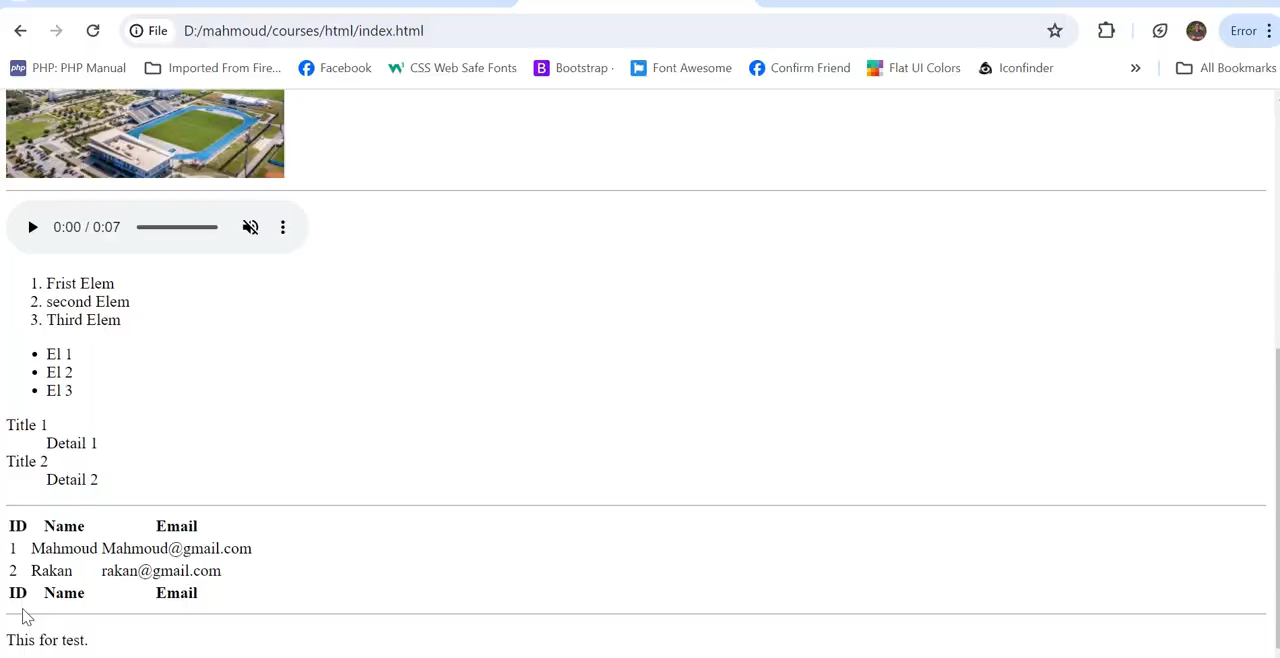 File D:/mahmoud/courses/html/index.html Error
php PHP: PHP Manual Imported From Fire... Facebook CSS Web Safe Fonts B Bootstrap · Font Awesome Confirm Friend Flat UI Colors Iconfinder » All Bookmarks
0:00 / 0:07
1. Frist Elem
2. second Elem
3. Third Elem
• El 1
• El 2
• El 3
Title 1
Detail 1
Title 2
Detail 2
ID Name Email
1 Mahmoud Mahmoud@gmail.com
2 Rakan rakan@gmail.com
ID Name Email
This for test.